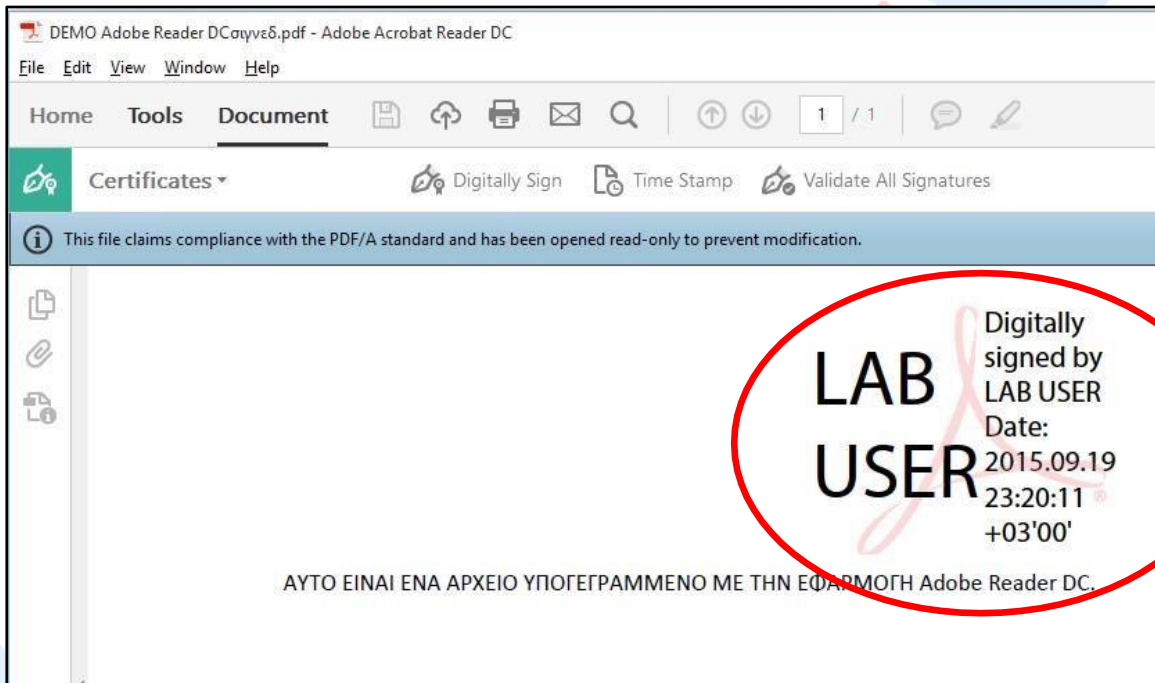 DEMO Adobe Reader DCσιγνεδ.pdf - Adobe Acrobat Reader DC
File Edit View Window Help
Home Tools Document 1 / 1
Certificates Digitally Sign Time Stamp Validate All Signatures
This file claims compliance with the PDF/A standard and has been opened read-only to prevent modification.
LAB
USER
Digitally
signed by
LAB USER
Date:
2015.09.19
23:20:11
+03'00'
ΑΥΤΟ ΕΙΝΑΙ ΕΝΑ ΑΡΧΕΙΟ ΥΠΟΓΕΓΡΑΜΜΕΝΟ ΜΕ ΤΗΝ ΕΦΑΡΜΟΓΗ Adobe Reader DC.